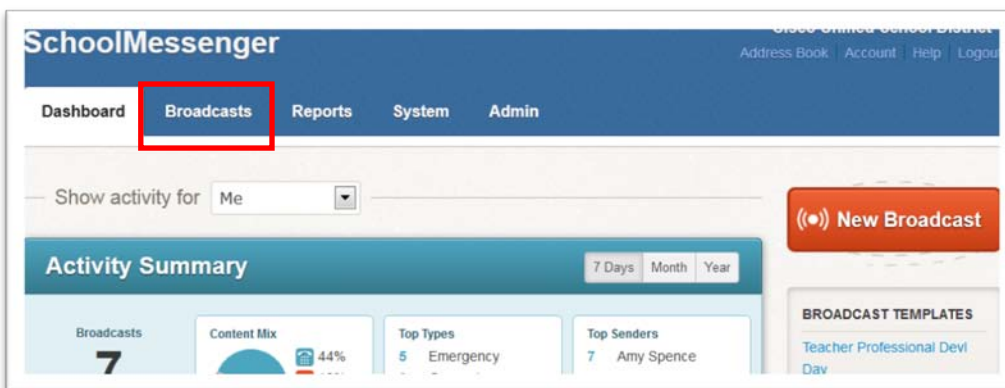 SchoolMessenger
Address Book Account Help
Dashboard Broadcasts Reports System Admin
Show activity for Me
((●)) New Broadcast
Activity Summary
7 Days Month Year
Broadcasts
7
Content Mix
44%
Top Types
5 Emergency
Top Senders
7 Amy Spence
BROADCAST TEMPLATES
Teacher Professional Devl
Day